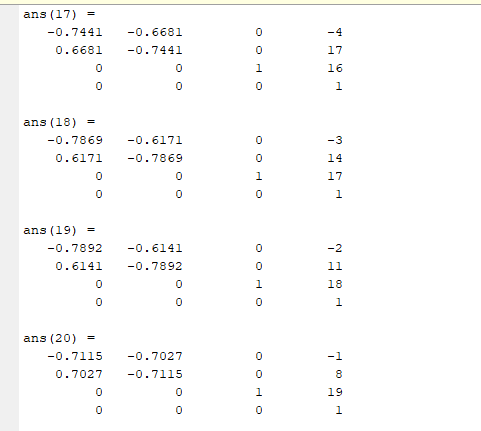 ans(17) =
-0.7441 -0.6681 0 -4
0.6681 -0.7441 0 17
0 0 1 16
0 0 0 1
ans(18) =
-0.7869 -0.6171 0 -3
0.6171 -0.7869 0 14
0 0 1 17
0 0 0 1
ans(19) =
-0.7892 -0.6141 0 -2
0.6141 -0.7892 0 11
0 0 1 18
0 0 0 1
ans(20) =
-0.7115 -0.7027 0 -1
0.7027 -0.7115 0 8
0 0 1 19
0 0 0 1